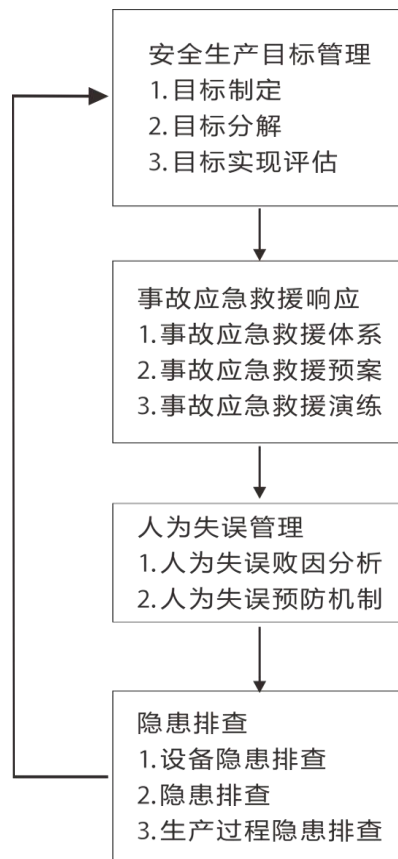 安全生产目标管理
1.目标制定
2.目标分解
3.目标实现评估
事故应急救援响应
1.事故应急救援体系
2.事故应急救援预案
3.事故应急救援演练
人为失误管理
1.人为失误败因分析
2.人为失误预防机制
隐患排查
1.设备隐患排查
2.隐患排查
3.生产过程隐患排查